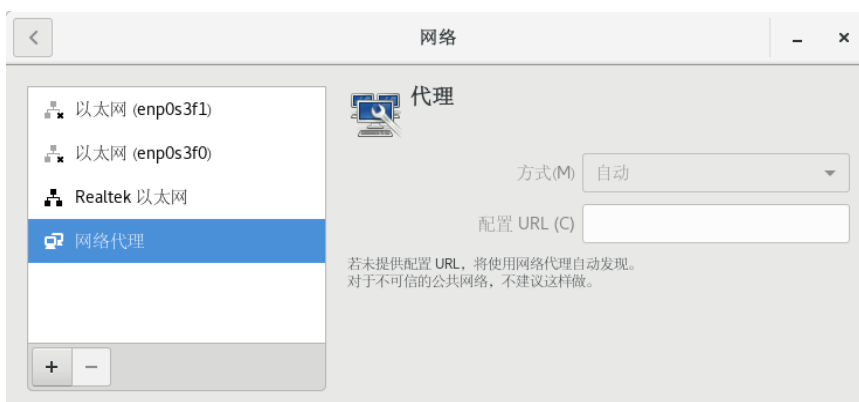 网络
以太网 (enp0s3f1)
以太网 (enp0s3f0)
Realtek 以太网
网络代理
代理
方式(M) 自动
配置 URL (C)
若未提供配置 URL，将使用网络代理自动发现。
对于不可信的公共网络，不建议这样做。